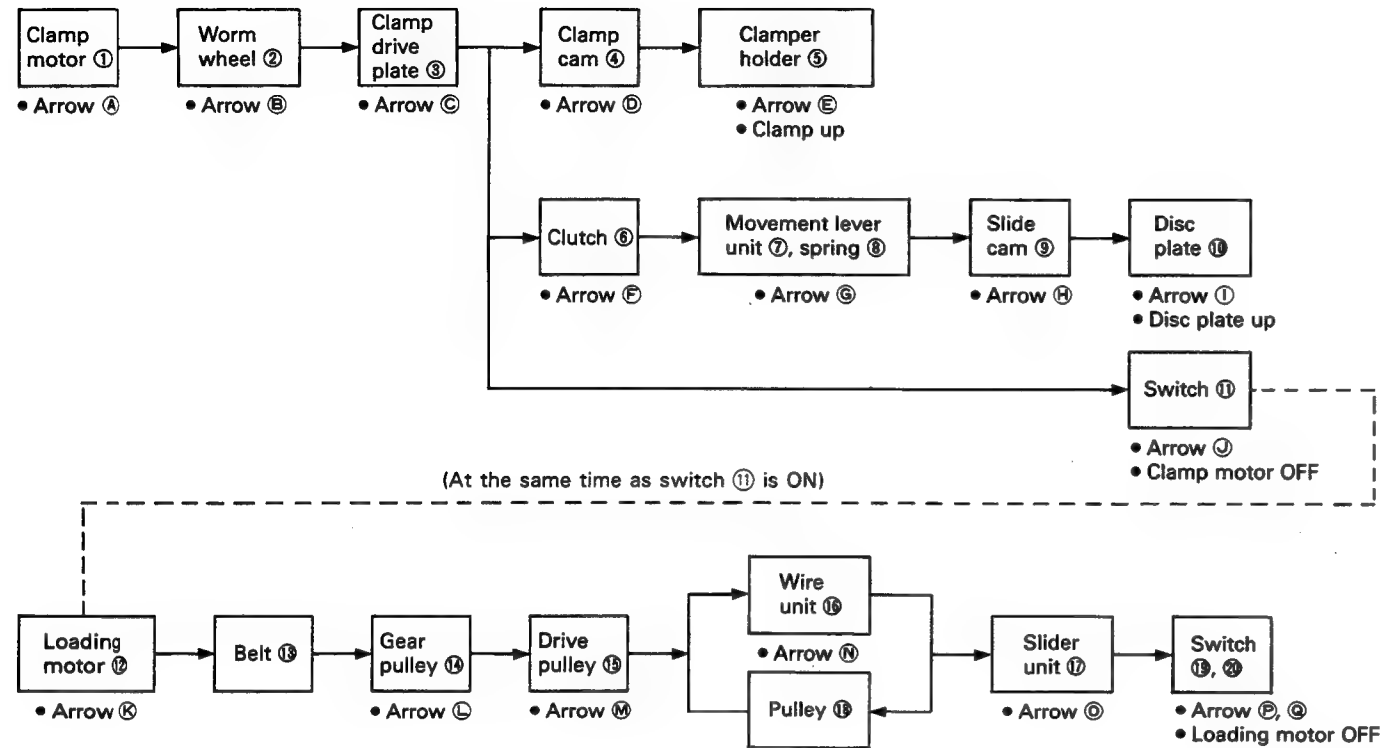 Clamp
motor ①
• Arrow Ⓐ
Worm
wheel ②
• Arrow Ⓑ
Clamp
drive
plate ③
• Arrow Ⓒ
Clamp
cam ④
• Arrow Ⓓ
Clamper
holder ⑤
• Arrow Ⓔ
• Clamp up
Clutch ⑥
• Arrow Ⓕ
Movement lever
unit ⑦, spring ⑧
• Arrow Ⓖ
Slide
cam ⑨
• Arrow Ⓗ
Disc
plate ⑩
• Arrow Ⓘ
• Disc plate up
Switch ⑪
• Arrow Ⓙ
• Clamp motor OFF
(At the same time as switch ⑪ is ON)
Loading
motor ⑫
• Arrow Ⓚ
Belt ⑬
Gear
pulley ⑭
• Arrow Ⓛ
Drive
pulley ⑮
• Arrow Ⓜ
Wire
unit ⑯
• Arrow Ⓝ
Pulley ⑱
Slider
unit ⑰
• Arrow Ⓞ
Switch
⑲, ⑳
• Arrow Ⓟ, Ⓠ
• Loading motor OFF